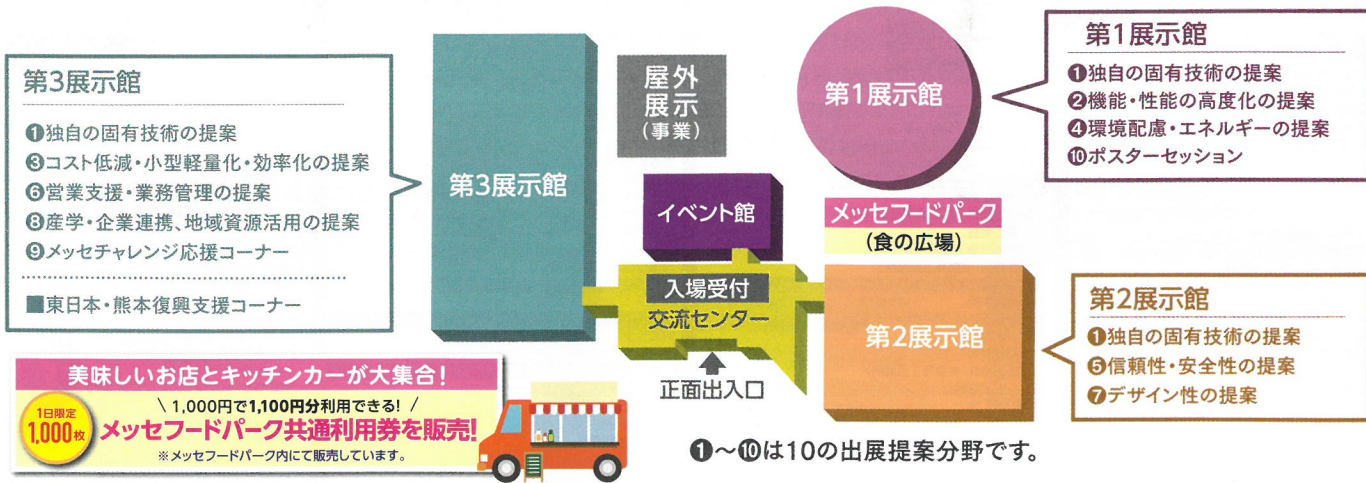 第3展示館
❶独自の固有技術の提案
❸コスト低減・小型軽量化・効率化の提案
❻営業支援・業務管理の提案
❽産学・企業連携、地域資源活用の提案
❾メッセチャレンジ応援コーナー
■東日本・熊本復興支援コーナー
第3展示館
屋外
展示
(事業)
第1展示館
イベント館
メッセフードパーク
(食の広場)
入場受付
交流センター
正面出入口
第2展示館
第1展示館
❶独自の固有技術の提案
❷機能・性能の高度化の提案
❹環境配慮・エネルギーの提案
❿ポスターセッション
第2展示館
❶独自の固有技術の提案
❺信頼性・安全性の提案
❼デザイン性の提案
美味しいお店とキッチンカーが大集合!
\ 1,000円で1,100円分利用できる! /
1日限定
1,000枚
メッセフードパーク共通利用券を販売!
※メッセフードパーク内にて販売しています。
❶～❿は10の出展提案分野です。